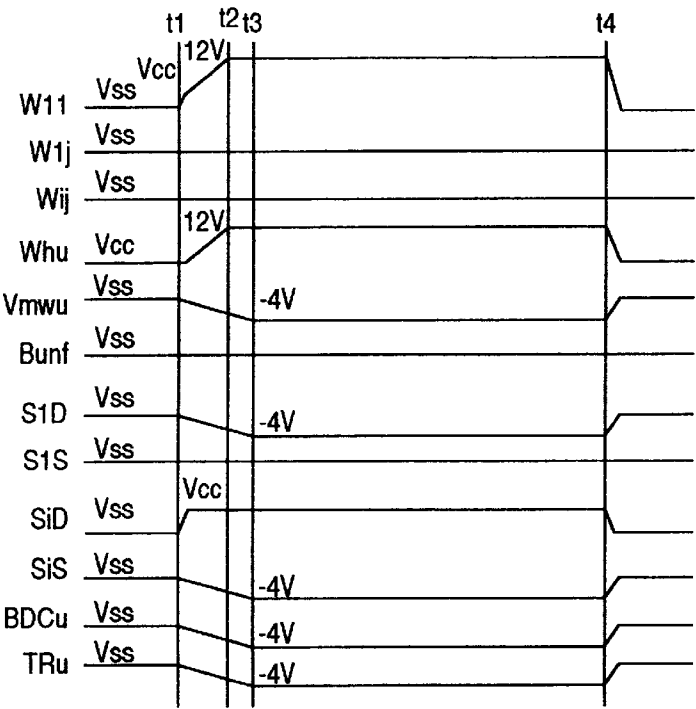 t1 t2 t3 t4
Vcc 12V
W11 Vss
W1j Vss
Wij Vss
12V
Whu Vcc
Vmwu Vss -4V
Bunf Vss
S1D Vss -4V
S1S Vss
Vcc
SiD Vss
SiS Vss -4V
BDCu Vss -4V
TRu Vss -4V